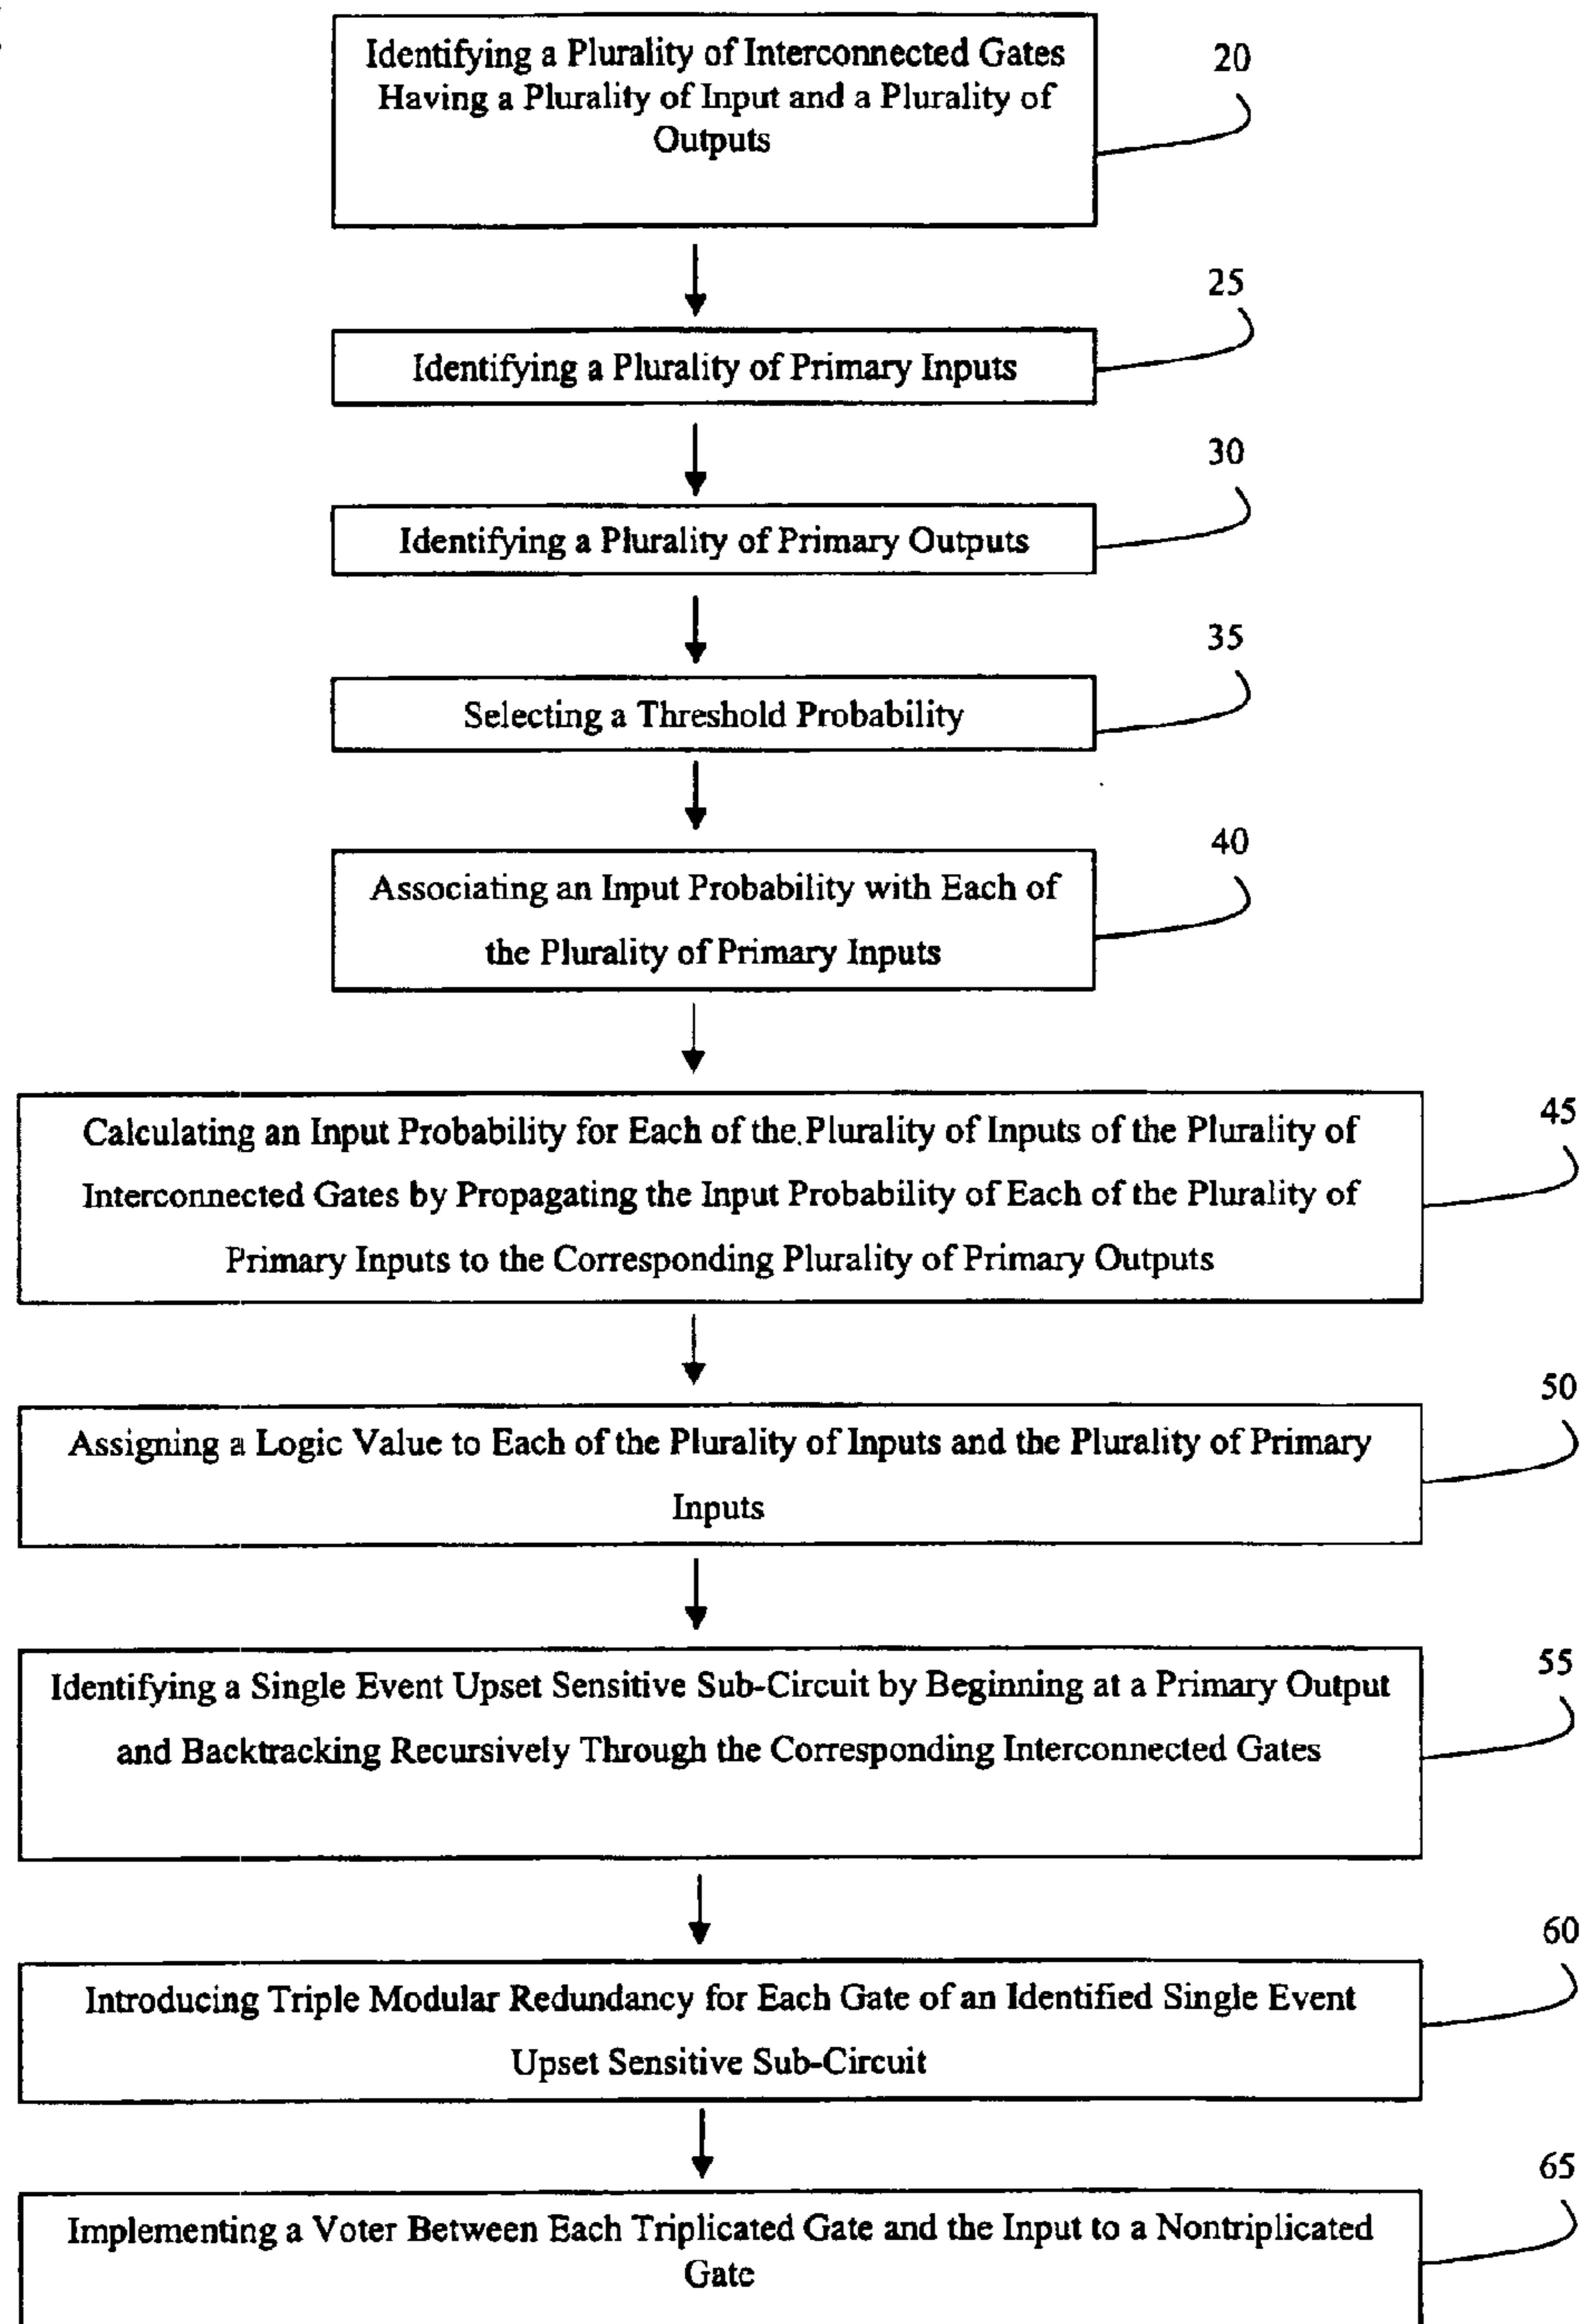 Identifying a Plurality of Interconnected Gates
Having a Plurality of Input and a Plurality of
Outputs
20
25
Identifying a Plurality of Primary Inputs
30
Identifying a Plurality of Primary Outputs
35
Selecting a Threshold Probability
40
Associating an Input Probability with Each of
the Plurality of Primary Inputs
45
Calculating an Input Probability for Each of the Plurality of Inputs of the Plurality of
Interconnected Gates by Propagating the Input Probability of Each of the Plurality of
Primary Inputs to the Corresponding Plurality of Primary Outputs
50
Assigning a Logic Value to Each of the Plurality of Inputs and the Plurality of Primary
Inputs
55
Identifying a Single Event Upset Sensitive Sub-Circuit by Beginning at a Primary Output
and Backtracking Recursively Through the Corresponding Interconnected Gates
60
Introducing Triple Modular Redundancy for Each Gate of an Identified Single Event
Upset Sensitive Sub-Circuit
65
Implementing a Voter Between Each Triplicated Gate and the Input to a Nontriplicated
Gate